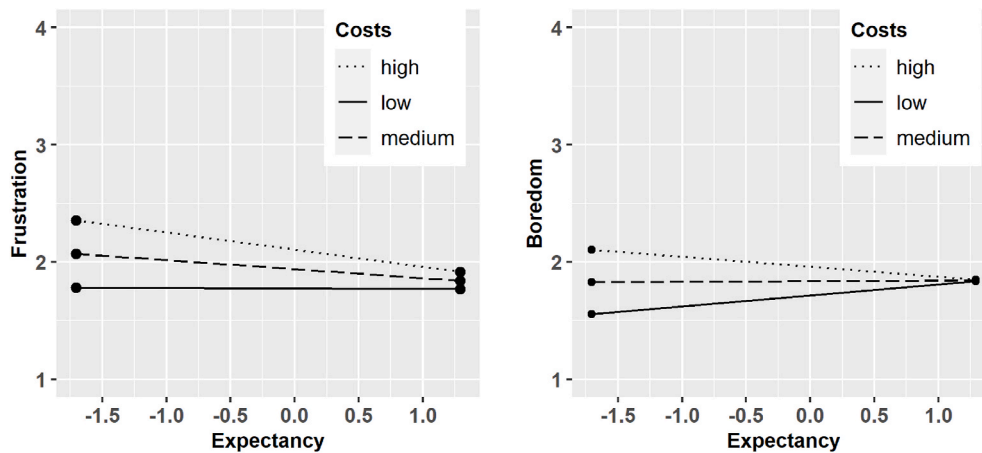 Costs
high
low
medium
4
3
2
1
Frustration
-1.5 -1.0 -0.5 0.0 0.5 1.0
Expectancy
Costs
high
low
medium
4
3
2
1
Boredom
-1.5 -1.0 -0.5 0.0 0.5 1.0
Expectancy